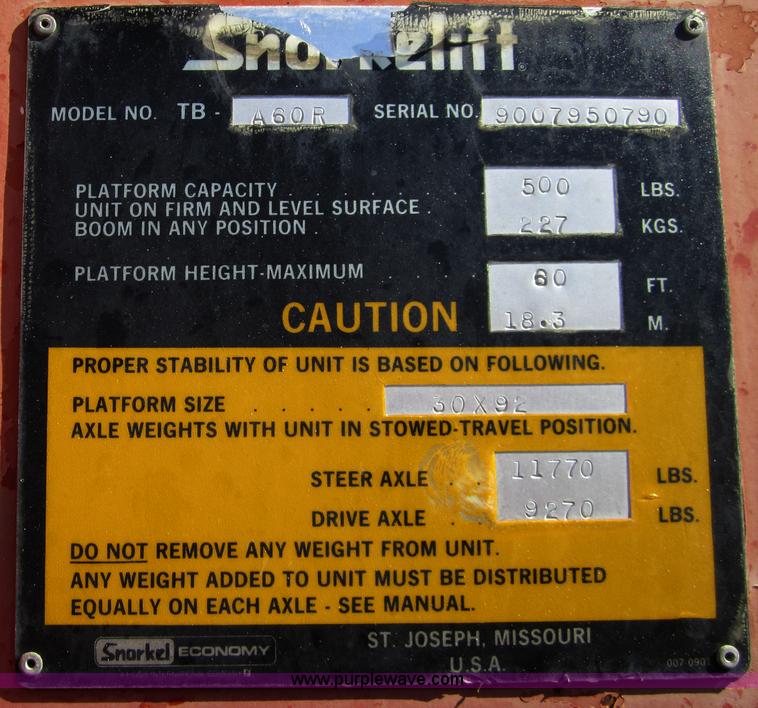 Snorkelift
MODEL NO. TB - A60R SERIAL NO. 9007950790
PLATFORM CAPACITY . . . . . . 500 LBS.
UNIT ON FIRM AND LEVEL SURFACE .
BOOM IN ANY POSITION . . . . . 227 KGS.
PLATFORM HEIGHT-MAXIMUM . . . . 60 FT.
CAUTION 18.3 M.
PROPER STABILITY OF UNIT IS BASED ON FOLLOWING.
PLATFORM SIZE . . . . . 30X92
AXLE WEIGHTS WITH UNIT IN STOWED-TRAVEL POSITION.
STEER AXLE . . 11770 LBS.
DRIVE AXLE . . 9270 LBS.
DO NOT REMOVE ANY WEIGHT FROM UNIT.
ANY WEIGHT ADDED TO UNIT MUST BE DISTRIBUTED
EQUALLY ON EACH AXLE - SEE MANUAL.
Snorkel ECONOMY
ST. JOSEPH, MISSOURI
U.S.A.
www.purplewave.com